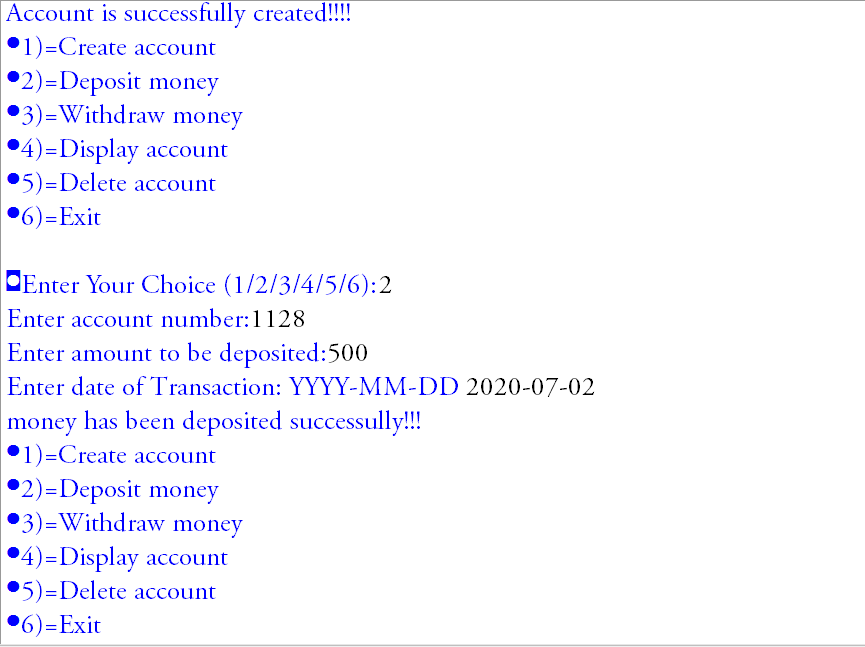 Account is successfully created!!!!
•1)=Create account
•2)=Deposit money
•3)=Withdraw money
•4)=Display account
•5)=Delete account
•6)=Exit
◘Enter Your Choice (1/2/3/4/5/6):2
Enter account number:1128
Enter amount to be deposited:500
Enter date of Transaction: YYYY-MM-DD 2020-07-02
money has been deposited successully!!!
•1)=Create account
•2)=Deposit money
•3)=Withdraw money
•4)=Display account
•5)=Delete account
•6)=Exit